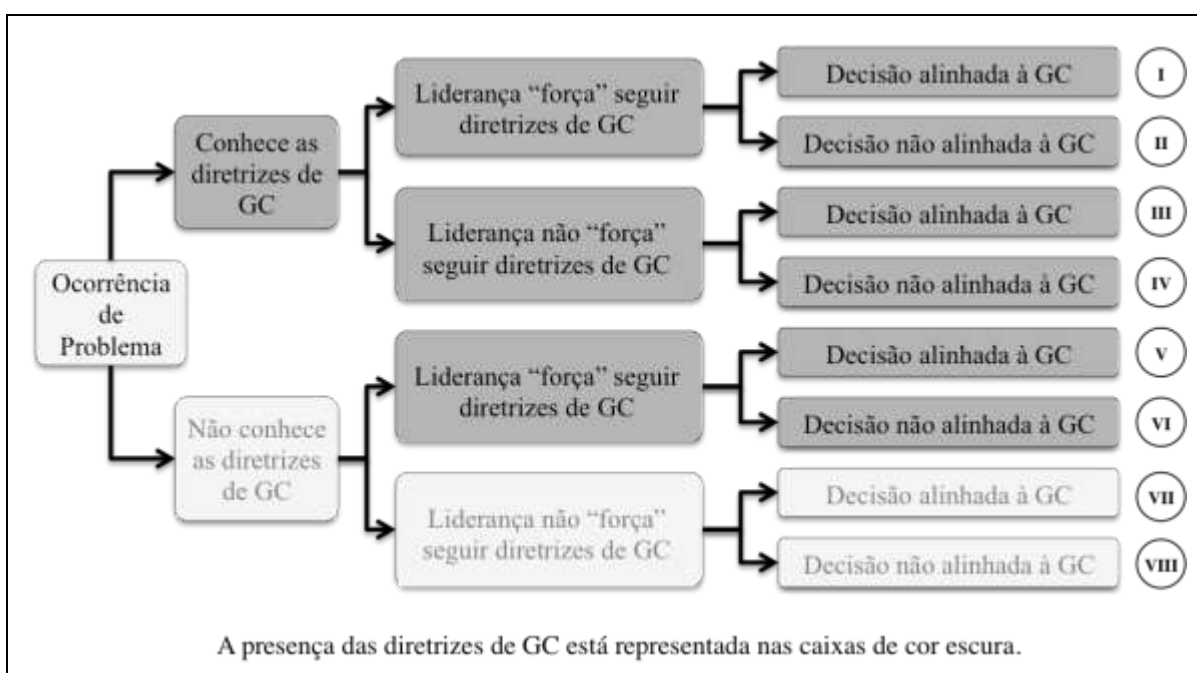 Ocorrência
de
Problema
Conhece as
diretrizes de
GC
Não conhece
as diretrizes
de GC
Liderança “força” seguir
diretrizes de GC
Liderança não “força”
seguir diretrizes de GC
Liderança “força” seguir
diretrizes de GC
Liderança não “força”
seguir diretrizes de GC
Decisão alinhada à GC
I
Decisão não alinhada à GC
II
Decisão alinhada à GC
III
Decisão não alinhada à GC
IV
Decisão alinhada à GC
V
Decisão não alinhada à GC
VI
Decisão alinhada à GC
VII
Decisão não alinhada à GC
VIII
A presença das diretrizes de GC está representada nas caixas de cor escura.